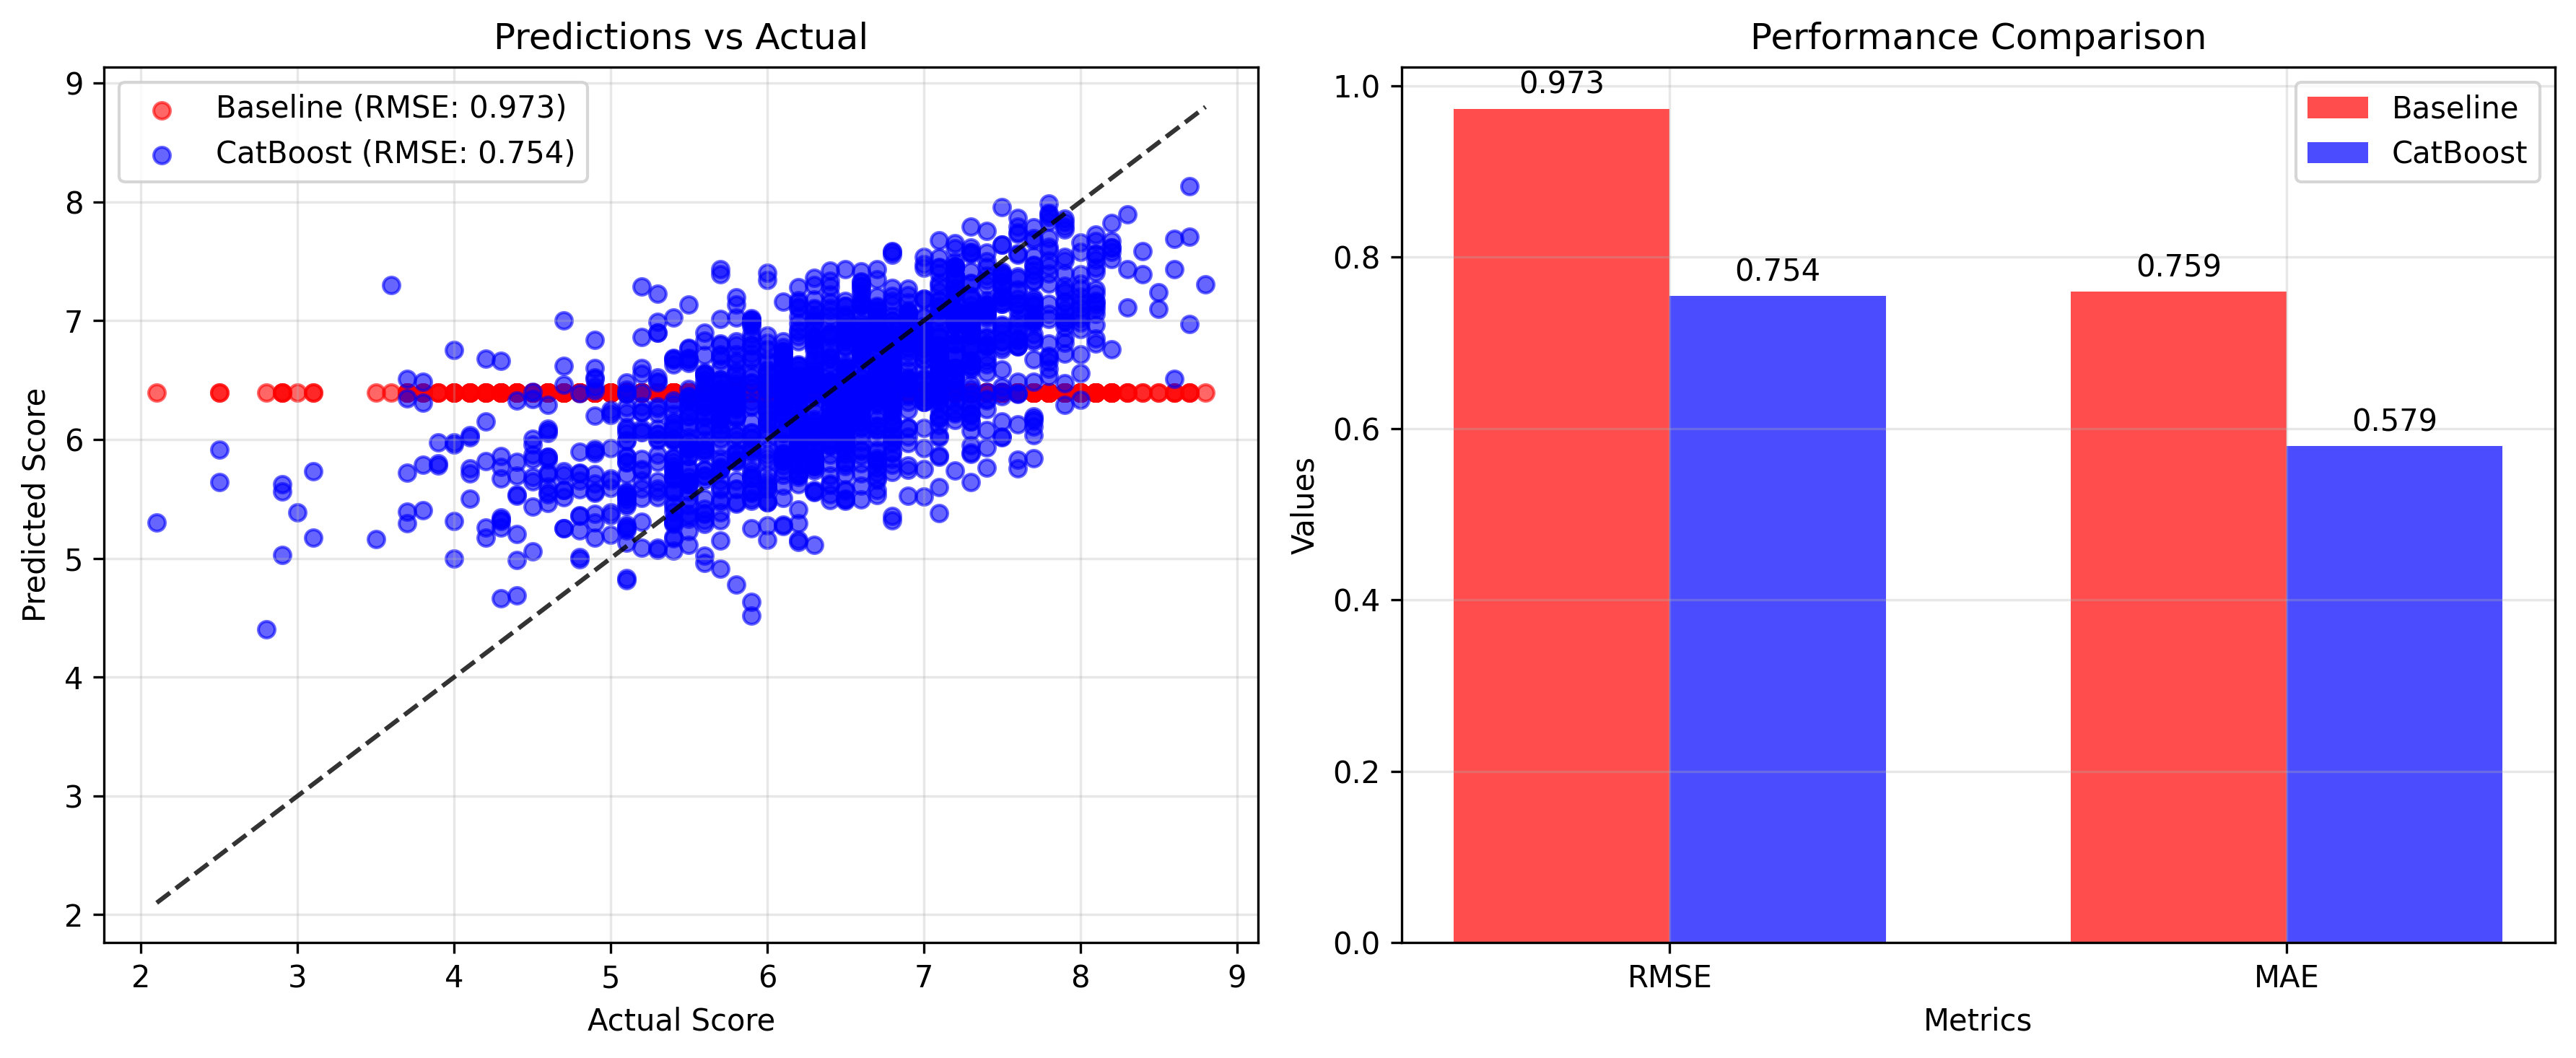 Predictions vs Actual
Baseline (RMSE: 0.973)
CatBoost (RMSE: 0.754)
9
8
7
6
5
4
3
2
Predicted Score
2 3 4 5 6 7 8 9
Actual Score
Performance Comparison
Baseline
CatBoost
0.973
0.754
0.759
0.579
1.0
0.8
0.6
0.4
0.2
0.0
Values
RMSE MAE
Metrics